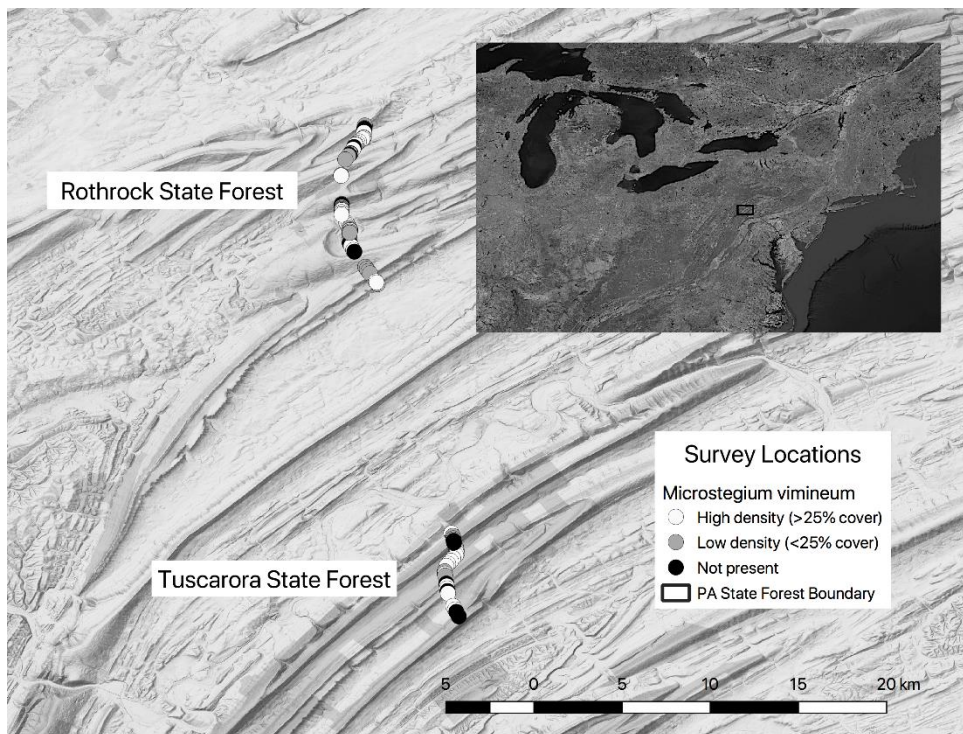 Rothrock State Forest
Survey Locations
Microstegium vimineum
High density (>25% cover)
Low density (<25% cover)
Not present
PA State Forest Boundary
Tuscarora State Forest
5 0 5 10 15 20 km